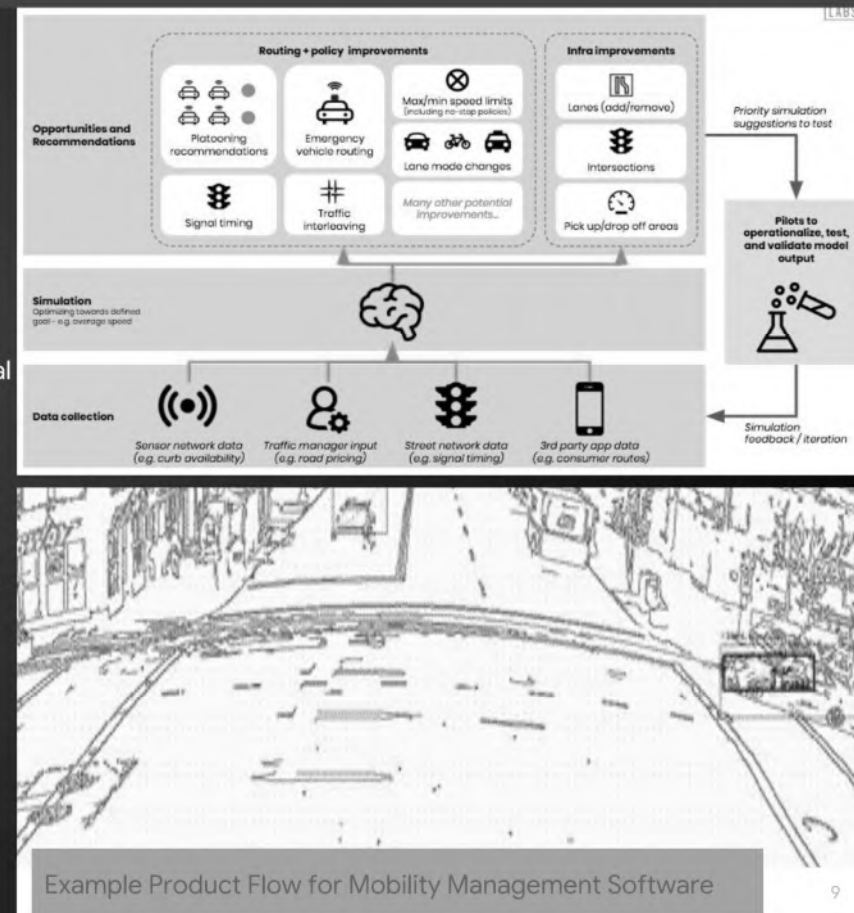 LABS
Routing + policy improvements
Infra improvements
Opportunities and
Recommendations
Platooning
recommendations
Emergency
vehicle routing
Max/min speed limits
(including no-stop policies)
Lane mode changes
Signal timing
Traffic
interleaving
Many other potential
improvements...
Lanes (add/remove)
Intersections
Pick up/drop off areas
Priority simulation
suggestions to test
Pilots to
operationalize, test,
and validate model
output
Simulation
Optimizing towards defined
goal - e.g. average speed
al
Data collection
Sensor network data
(e.g. curb availability)
Traffic manager input
(e.g. road pricing)
Street network data
(e.g. signal timing)
3rd party app data
(e.g. consumer routes)
Simulation
feedback / iteration
Example Product Flow for Mobility Management Software
9